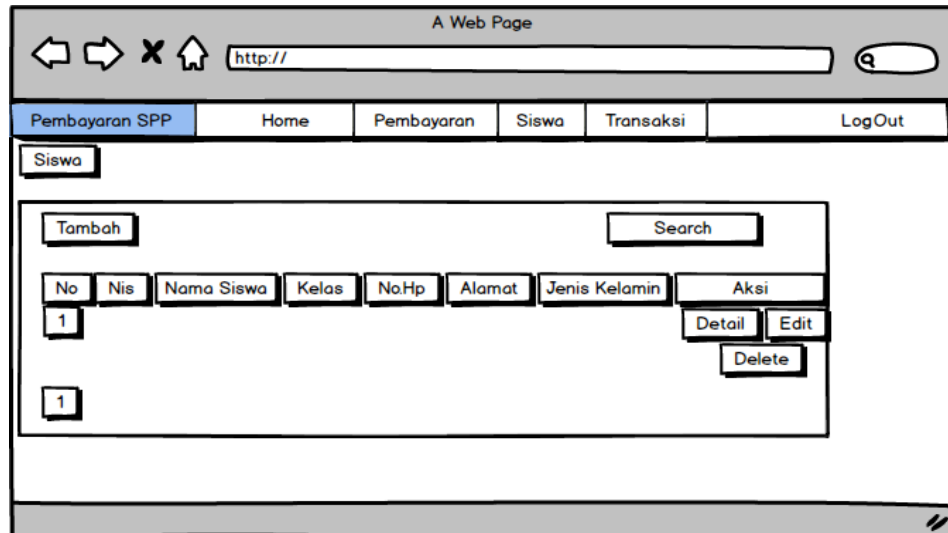 A Web Page
http://
Pembayaran SPP Home Pembayaran Siswa Transaksi LogOut
Siswa
Tambah Search
No Nis Nama Siswa Kelas No.Hp Alamat Jenis Kelamin Aksi
1 Detail Edit
Delete
1